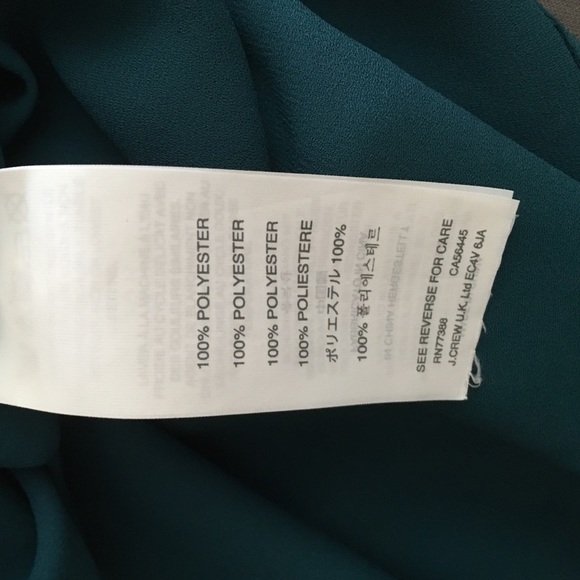 100% POLYESTER
100% POLYESTER
100% POLYESTER
100% POLIESTERE
ポリエステル 100%
100% 폴리에스테르
SEE REVERSE FOR CARE
RN77388 CA56445
J.CREW U.K. Ltd EC4V 6JA